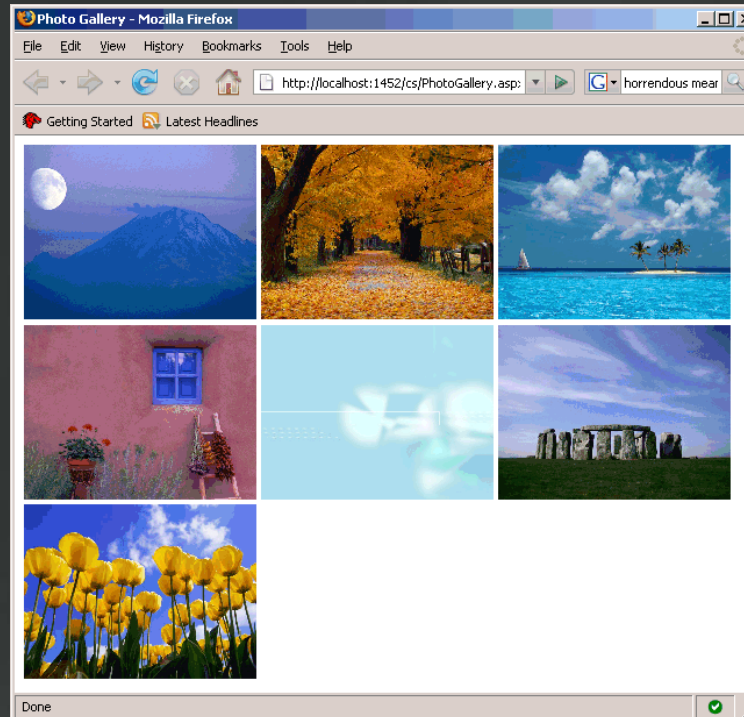 Photo Gallery - Mozilla Firefox
File Edit View History Bookmarks Tools Help
http://localhost:1452/cs/PhotoGallery.asp: G horrendous mear
Getting Started Latest Headlines
Done